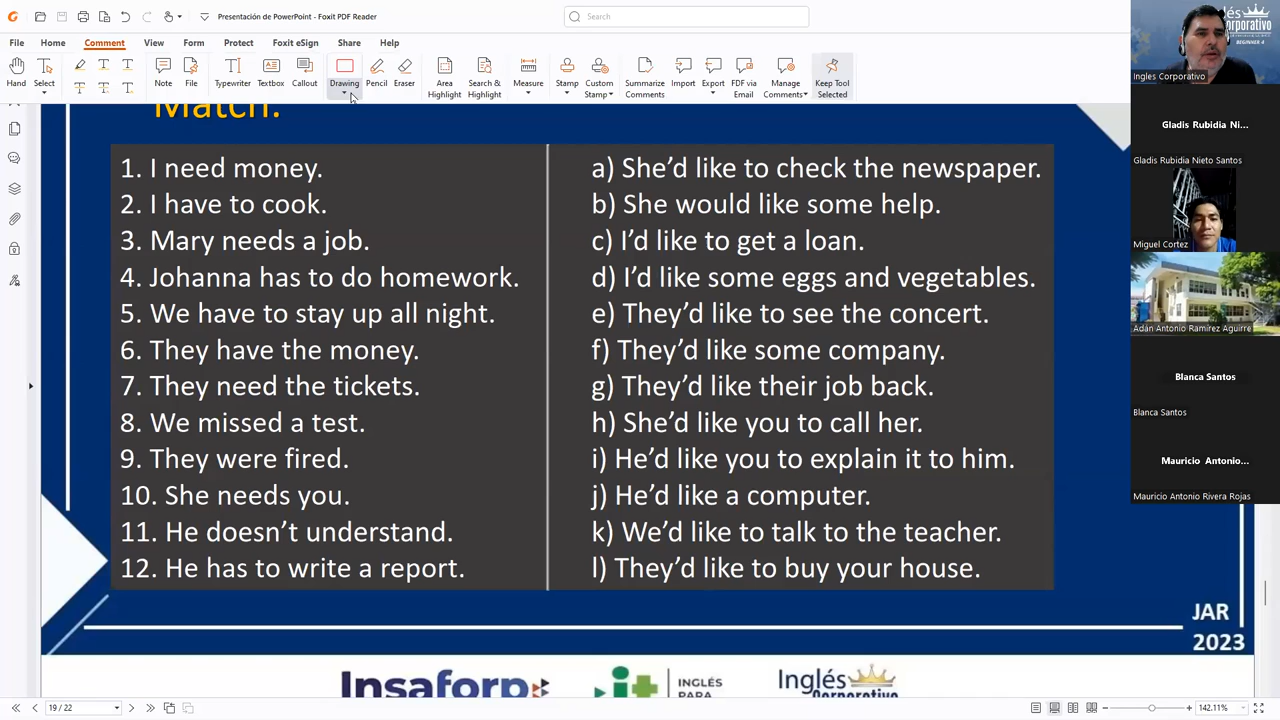 Presentación de PowerPoint - Foxit PDF Reader
Search
File Home Comment View Form Protect Foxit eSign Share Help
Hand Select Note File Typewriter Textbox Callout Drawing Pencil Eraser Area Highlight Search & Highlight Measure Stamp Custom Stamp Summarize Comments Import Export FDF via Email Manage Comments Keep Tool Selected
Match.
1. I need money.
2. I have to cook.
3. Mary needs a job.
4. Johanna has to do homework.
5. We have to stay up all night.
6. They have the money.
7. They need the tickets.
8. We missed a test.
9. They were fired.
10. She needs you.
11. He doesn’t understand.
12. He has to write a report.
a) She’d like to check the newspaper.
b) She would like some help.
c) I’d like to get a loan.
d) I’d like some eggs and vegetables.
e) They’d like to see the concert.
f) They’d like some company.
g) They’d like their job back.
h) She’d like you to call her.
i) He’d like you to explain it to him.
j) He’d like a computer.
k) We’d like to talk to the teacher.
l) They’d like to buy your house.
JAR
2023
Insaforp
INGLÉS
PARA
Inglés
Corporativo
19 / 22
142.11%
BEGINNER 4
Ingles Corporativo
Gladis Rubidia Ni...
Gladis Rubidia Nieto Santos
Miguel Cortez
Adán Antonio Ramírez Aguirre
Blanca Santos
Blanca Santos
Mauricio Antonio...
Mauricio Antonio Rivera Rojas